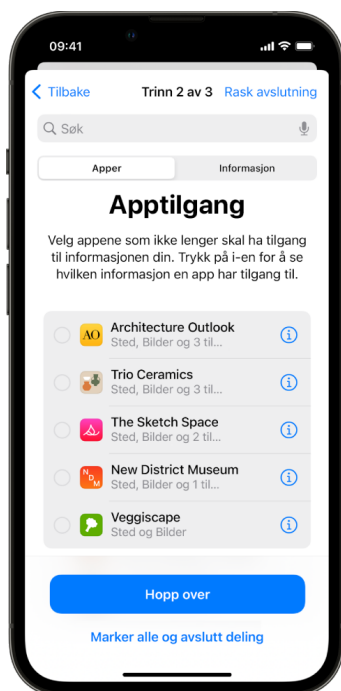 09:41
Tilbake Trinn 2 av 3 Rask avslutning
Søk
Apper Informasjon
Apptilgang
Velg appene som ikke lenger skal ha tilgang
til informasjonen din. Trykk på i-en for å se
hvilken informasjon en app har tilgang til.
AO Architecture Outlook
Sted, Bilder og 3 til...
Trio Ceramics
Sted, Bilder og 3 til...
The Sketch Space
Sted, Bilder og 2 til...
NDM New District Museum
Sted, Bilder og 1 til...
Veggiscape
Sted og Bilder
Hopp over
Marker alle og avslutt deling